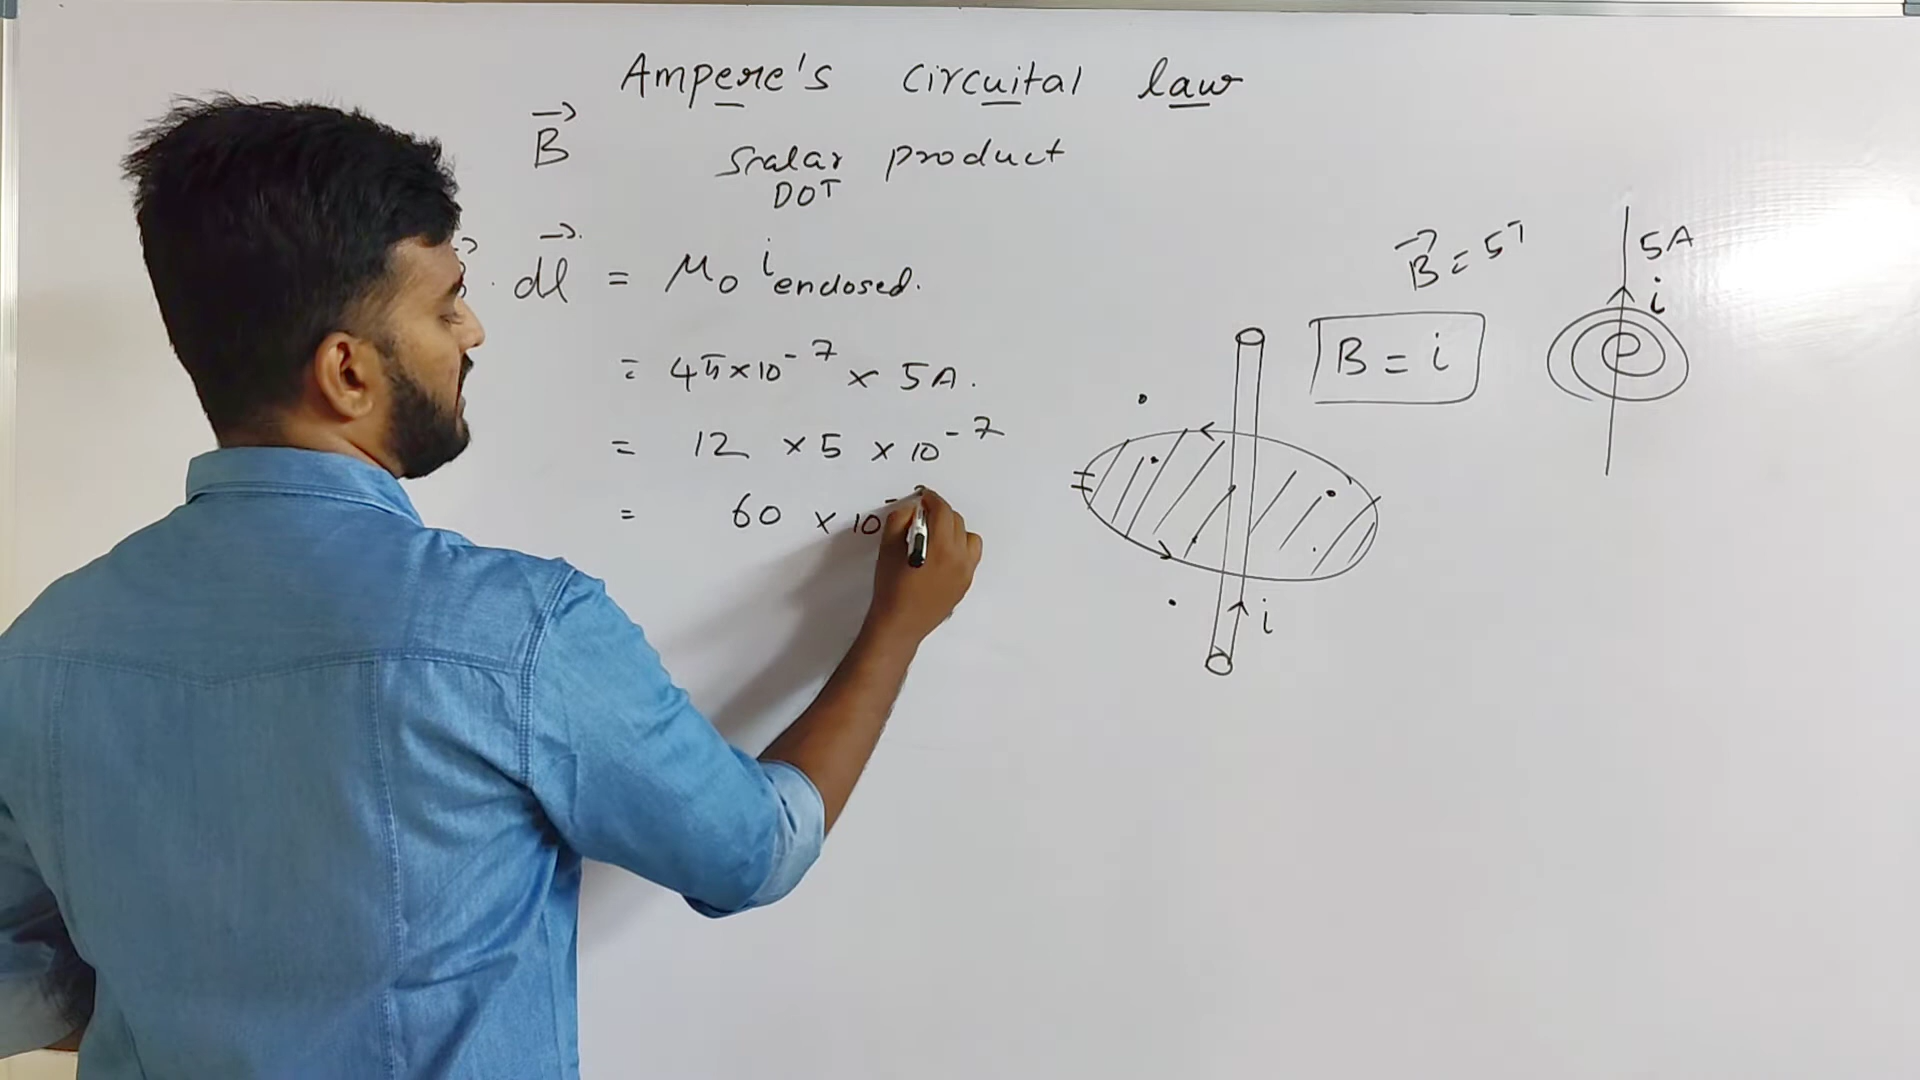 Ampere's circuital law
B
scalar product
DOT
. dl = μ0 i enclosed.
= 4π×10⁻⁷ × 5A.
= 12 × 5 × 10⁻⁷
= 60 × 10
B = 5T
5A
i
B = i
i